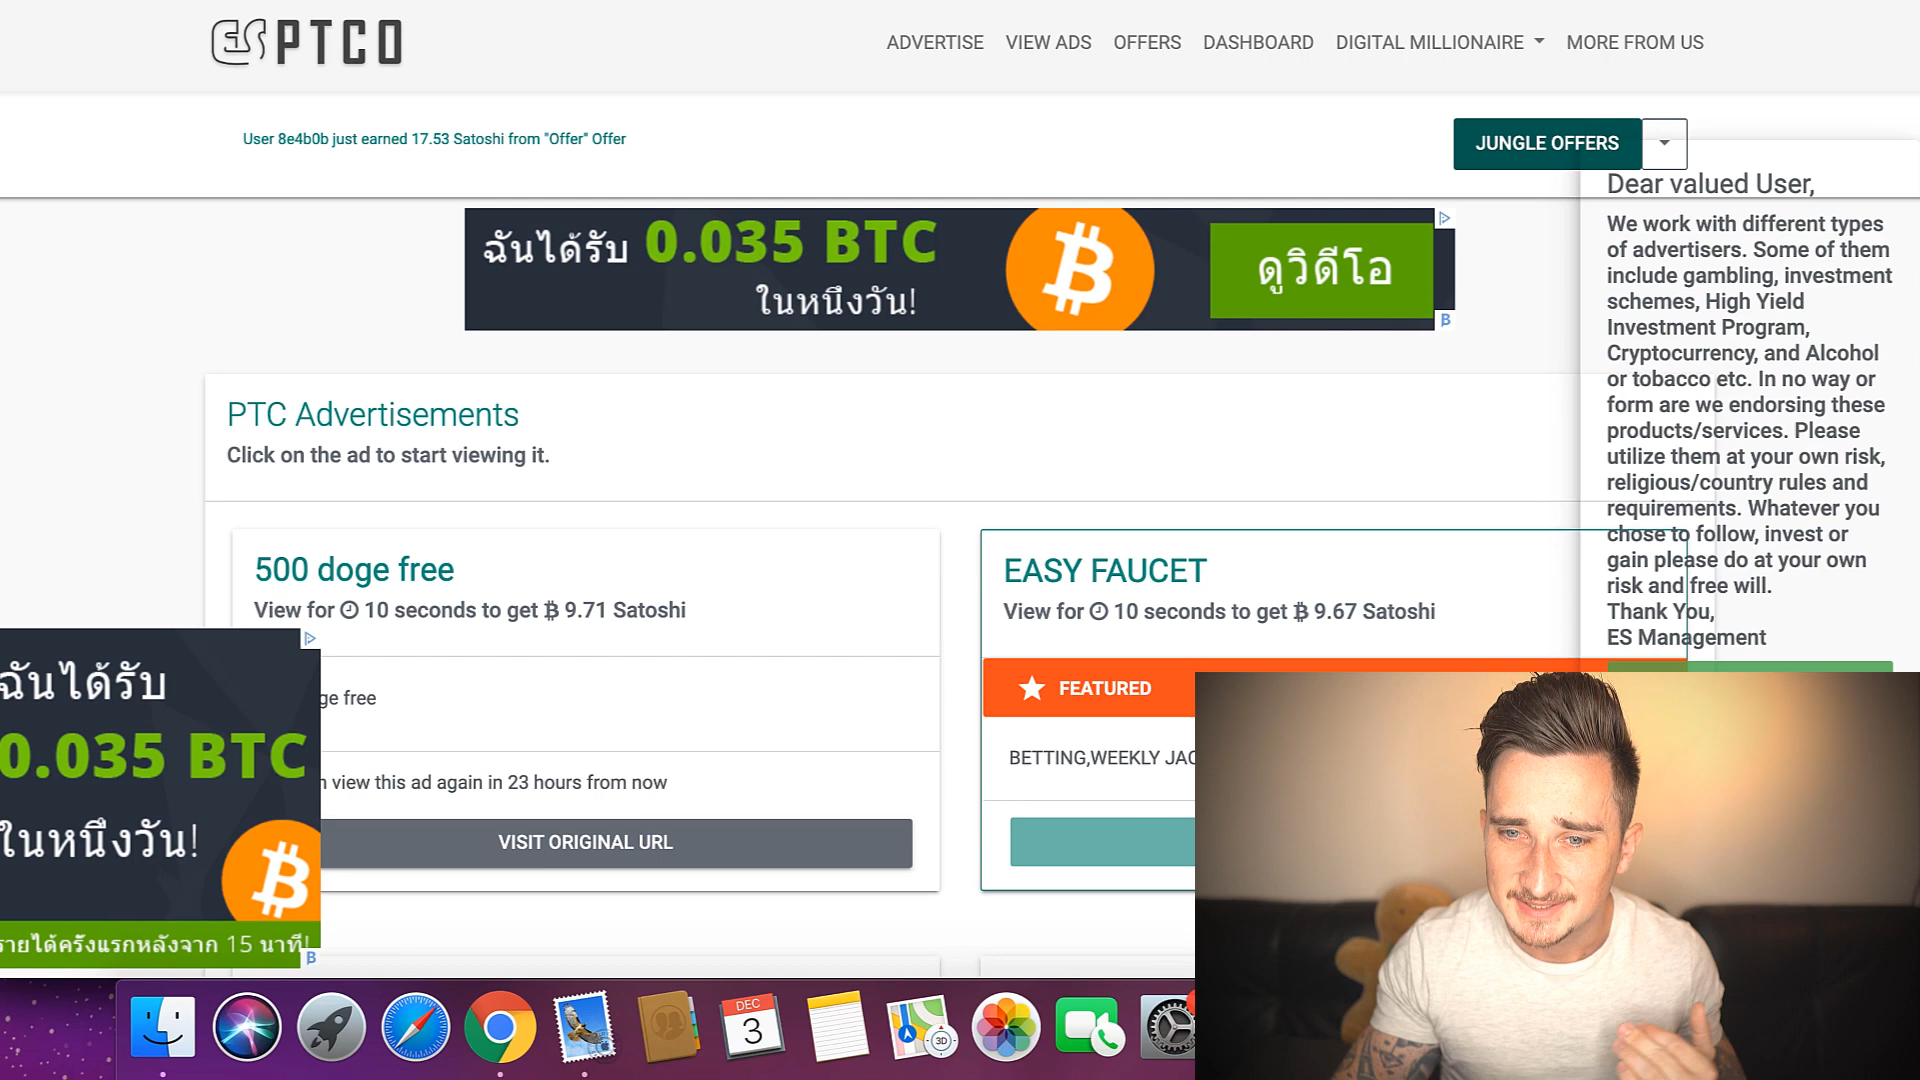 ESPTCO
ADVERTISE VIEW ADS OFFERS DASHBOARD DIGITAL MILLIONAIRE MORE FROM US
User 8e4b0b just earned 17.53 Satoshi from "Offer" Offer
JUNGLE OFFERS
Dear valued User,
We work with different types
of advertisers. Some of them
include gambling, investment
schemes, High Yield
Investment Program,
Cryptocurrency, and Alcohol
or tobacco etc. In no way or
form are we endorsing these
products/services. Please
utilize them at your own risk,
religious/country rules and
requirements. Whatever you
chose to follow, invest or
gain please do at your own
risk and free will.
Thank You,
ES Management
ฉันได้รับ 0.035 BTC
ในหนึ่งวัน!
ดูวิดีโอ
PTC Advertisements
Click on the ad to start viewing it.
500 doge free
View for 10 seconds to get ₿ 9.71 Satoshi
ge free
view this ad again in 23 hours from now
VISIT ORIGINAL URL
EASY FAUCET
View for 10 seconds to get ₿ 9.67 Satoshi
FEATURED
BETTING,WEEKLY
ฉันได้รับ
0.035 BTC
ในหนึ่งวัน!
รายได้ครั้งแรกหลังจาก 15 นาที!
DEC
3
3D